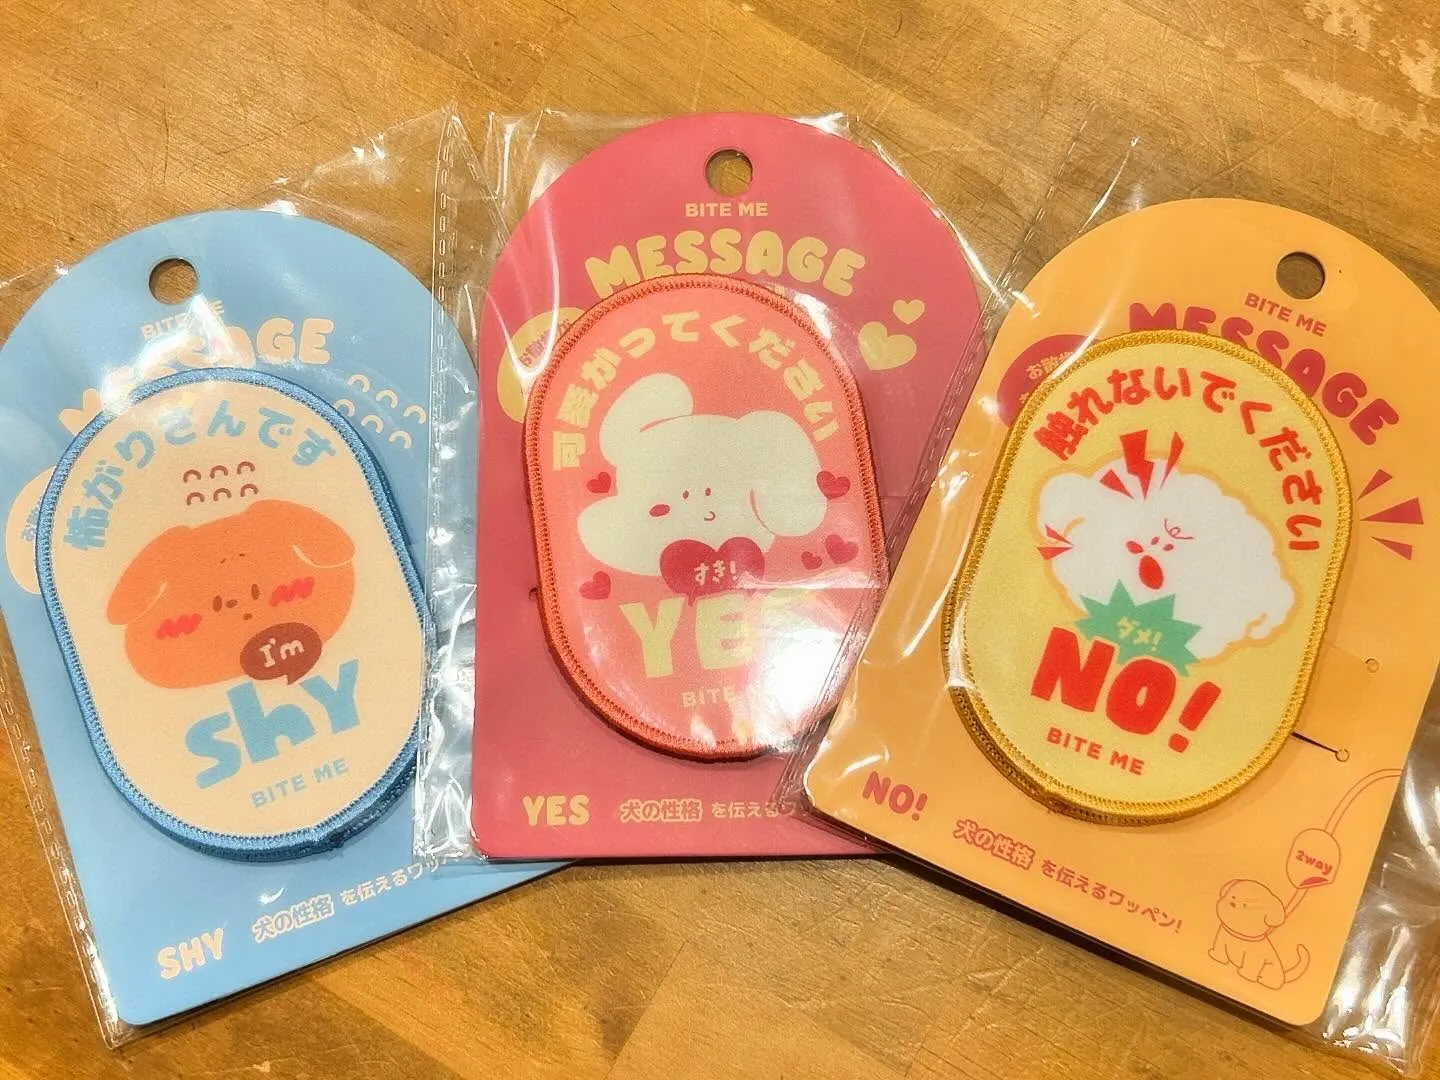 BITE ME
MESSAGE
怖がりさんです
I'm
shy
BITE ME
SHY
犬の性格 を伝えるワッペン
BITE ME
MESSAGE
可愛がってください
すき!
YES
BITE
YES
犬の性格 を伝えるワッ
BITE ME
MESSAGE
お散歩
触れないでください
ダメ!
NO!
BITE ME
NO!
犬の性格 を伝えるワッペン!
2way